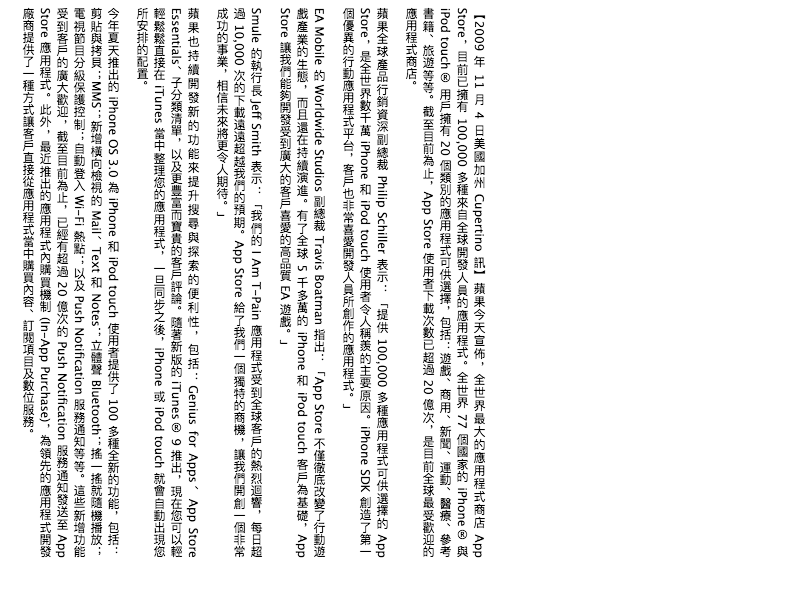 【2009 年 11 月 4 日美國加州 Cupertino 訊】蘋果今天宣佈，全世界最大的應用程式商店 App
Store，目前已擁有 100,000 多種來自全球開發人員的應用程式。全世界 77 個國家的 iPhone® 與
iPod touch® 用戶擁有 20 個類別的應用程式可供選擇，包括：遊戲、商用、新聞、運動、醫療、參考
書籍、旅遊等等。截至目前為止，App Store 使用者下載次數已超過 20 億次，是目前全球最受歡迎的
應用程式商店。
蘋果全球產品行銷資深副總裁 Philip Schiller 表示：「提供 100,000 多種應用程式可供選擇的 App
Store，是全世界數千萬 iPhone 和 iPod touch 使用者令人稱羨的主要原因。iPhone SDK 創造了第一
個優異的行動應用程式平台，客戶也非常喜愛開發人員所創作的應用程式。」
EA Mobile 的 Worldwide Studios 副總裁 Travis Boatman 指出：「App Store 不僅徹底改變了行動遊
戲產業的生態，而且還在持續演進。有了全球 5 千多萬的 iPhone 和 iPod touch 客戶為基礎，App
Store 讓我們能夠開發受到廣大的客戶喜愛的高品質 EA 遊戲。」
Smule 的執行長 Jeff Smith 表示：「我們的 I Am T-Pain 應用程式受到全球客戶的熱烈迴響，每日超
過 10,000 次的下載遠遠超越我們的預期。App Store 給了我們一個獨特的商機，讓我們開創一個非常
成功的事業，相信未來將更令人期待。」
蘋果也持續開發新的功能來提升搜尋與探索的便利性，包括：Genius for Apps、App Store
Essentials、子分類清單，以及更豐富而寶貴的客戶評論。隨著新版的 iTunes® 9 推出，現在您可以輕
輕鬆鬆直接在 iTunes 當中整理您的應用程式，一旦同步之後，iPhone 或 iPod touch 就會自動出現您
所安排的配置。
今年夏天推出的 iPhone OS 3.0 為 iPhone 和 iPod touch 使用者提供了 100 多種全新的功能，包括：
剪貼與拷貝；MMS；新增橫向檢視的 Mail、Text 和 Notes；立體聲 Bluetooth；搖一搖就隨機播放；
電視節目分級保護控制；自動登入 Wi-Fi 熱點；以及 Push Notification 服務通知等等。這些新增功能
受到客戶的廣大歡迎，截至目前為止，已經有超過 20 億次的 Push Notification 服務通知發送至 App
Store 應用程式。此外，最近推出的應用程式內購買機制 (In-App Purchase)，為領先的應用程式開發
廠商提供了一種方式讓客戶直接從應用程式當中購買內容、訂閱項目及數位服務。